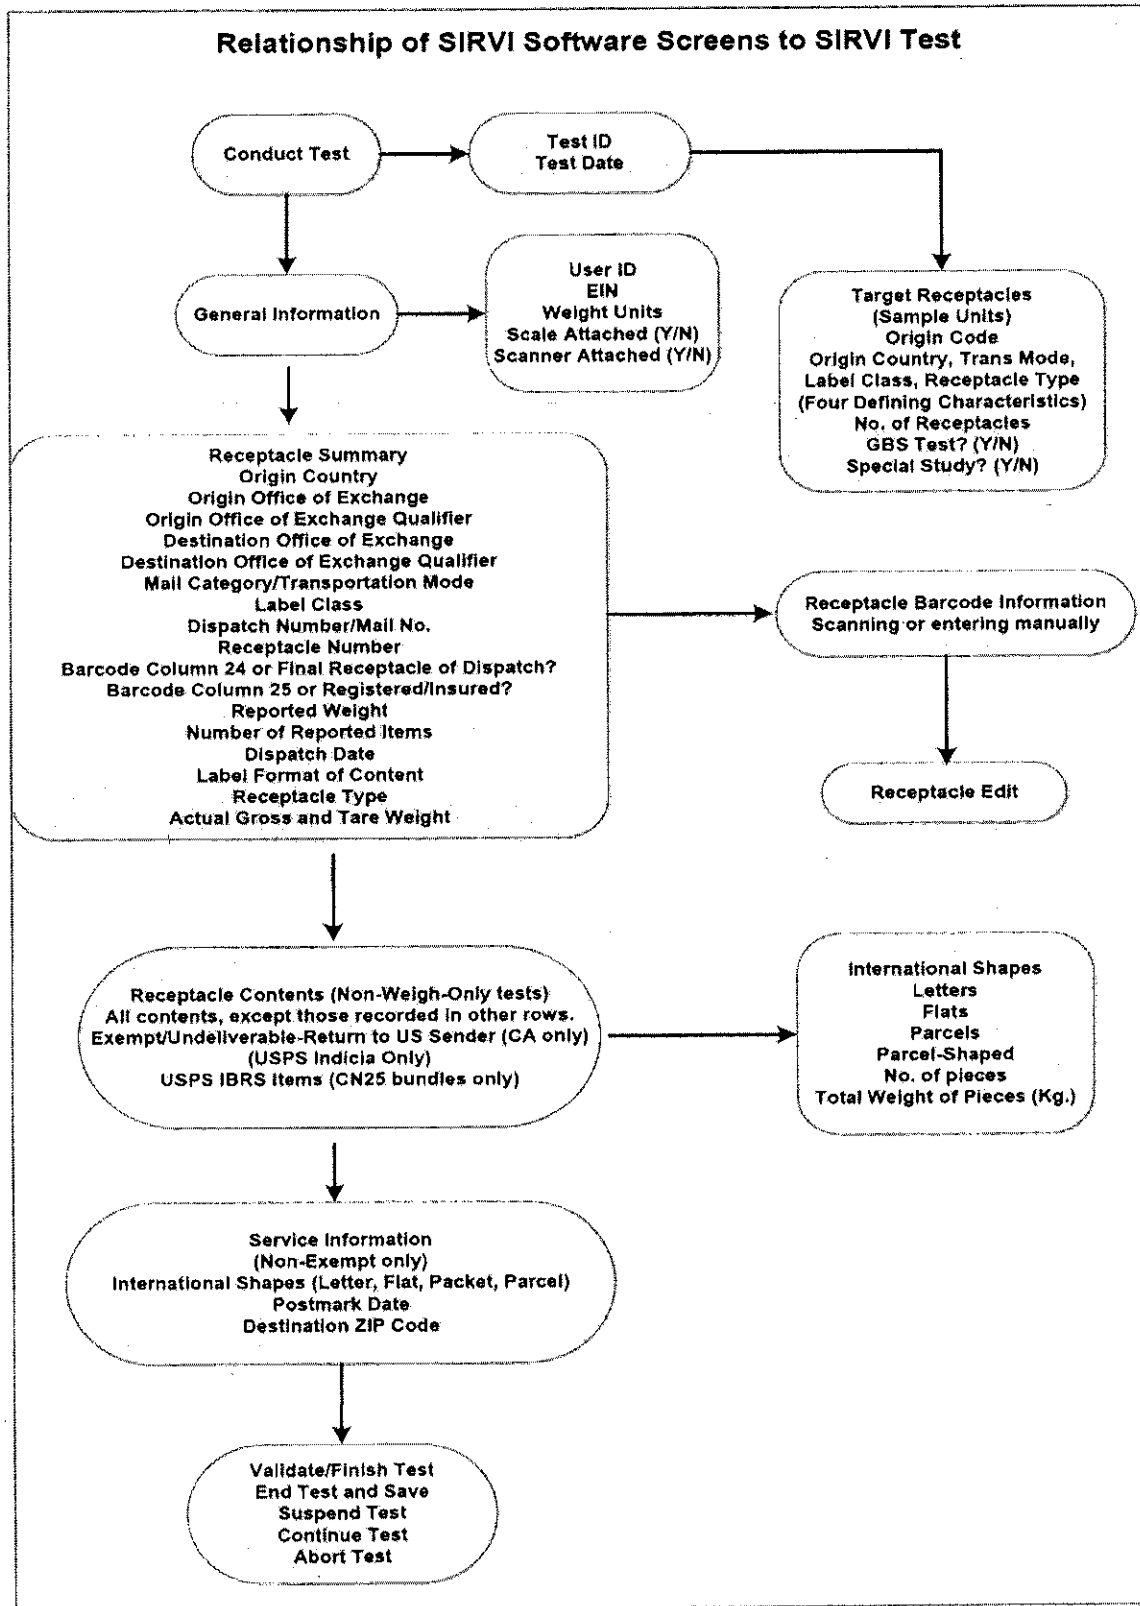 Relationship of SIRVI Software Screens to SIRVI Test
Conduct Test
Test ID
Test Date
General Information
User ID
EIN
Weight Units
Scale Attached (Y/N)
Scanner Attached (Y/N)
Target Receptacles
(Sample Units)
Origin Code
Origin Country, Trans Mode,
Label Class, Receptacle Type
(Four Defining Characteristics)
No. of Receptacles
GBS Test? (Y/N)
Special Study? (Y/N)
Receptacle Summary
Origin Country
Origin Office of Exchange
Origin Office of Exchange Qualifier
Destination Office of Exchange
Destination Office of Exchange Qualifier
Mail Category/Transportation Mode
Label Class
Dispatch Number/Mail No.
Receptacle Number
Barcode Column 24 or Final Receptacle of Dispatch?
Barcode Column 25 or Registered/Insured?
Reported Weight
Number of Reported Items
Dispatch Date
Label Format of Content
Receptacle Type
Actual Gross and Tare Weight
Receptacle Barcode Information
Scanning or entering manually
Receptacle Edit
Receptacle Contents (Non-Weigh-Only tests)
All contents, except those recorded in other rows.
Exempt/Undeliverable-Return to US Sender (CA only)
(USPS Indicia Only)
USPS IBRS Items (CN25 bundles only)
International Shapes
Letters
Flats
Parcels
Parcel-Shaped
No. of pieces
Total Weight of Pieces (Kg.)
Service Information
(Non-Exempt only)
International Shapes (Letter, Flat, Packet, Parcel)
Postmark Date
Destination ZIP Code
Validate/Finish Test
End Test and Save
Suspend Test
Continue Test
Abort Test